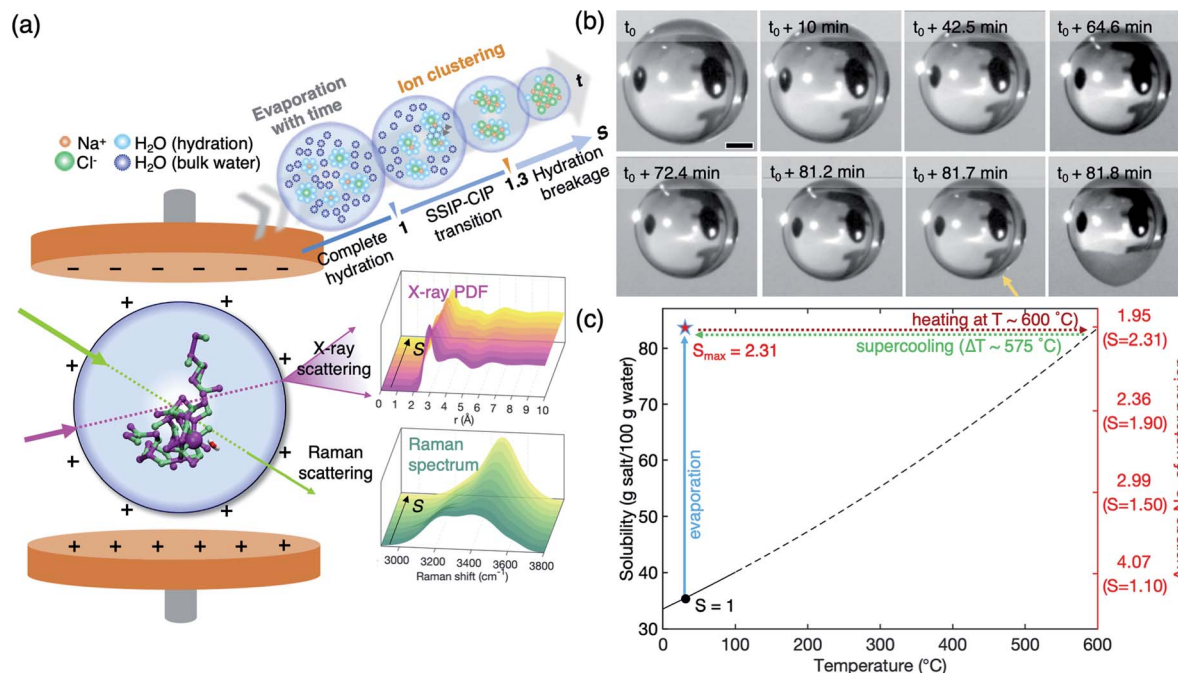 (a)
Evaporation
with time
Ion clustering
t
S
Na⁺
H₂O (hydration)
Cl⁻
H₂O (bulk water)
Complete
hydration
1
SSIP-CIP
transition
1.3
Hydration
breakage
− − − − − −
+ +
+ +
+ +
+ +
+ + + + + +
X-ray
scattering
Raman
scattering
X-ray PDF
S
0 1 2 3 4 5 6 7 8 9 10
r (Å)
Raman
spectrum
S
3000 3200 3400 3600 3800
Raman shift (cm⁻¹)
(b)
t₀
t₀ + 10 min
t₀ + 42.5 min
t₀ + 64.6 min
t₀ + 72.4 min
t₀ + 81.2 min
t₀ + 81.7 min
t₀ + 81.8 min
(c)
Solubility (g salt/100 g water)
80
70
60
50
40
30
0 100 200 300 400 500 600
Temperature (°C)
evaporation
S = 1
Sₘₐₓ = 2.31
heating at T ~ 600 ˚C)
supercooling (ΔT ~ 575 ˚C)
1.95
(S=2.31)
2.36
(S=1.90)
2.99
(S=1.50)
4.07
(S=1.10)